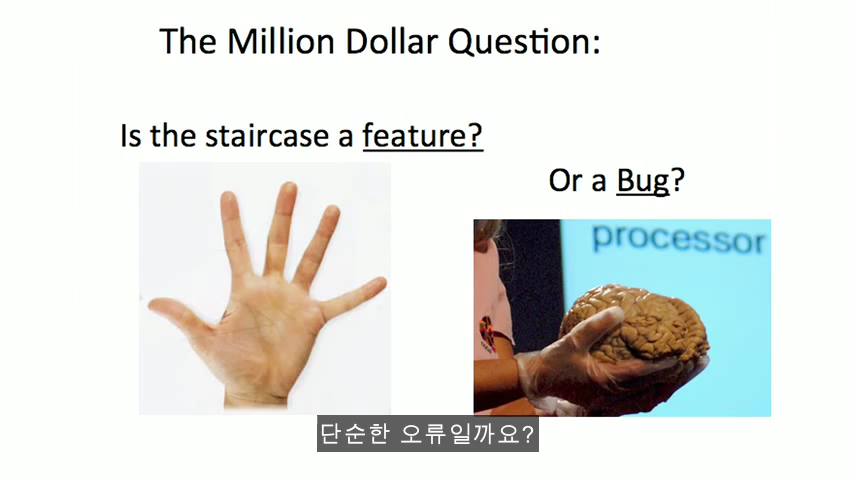 The Million Dollar Question:
Is the staircase a feature?
Or a Bug?
processor
단순한 오류일까요?